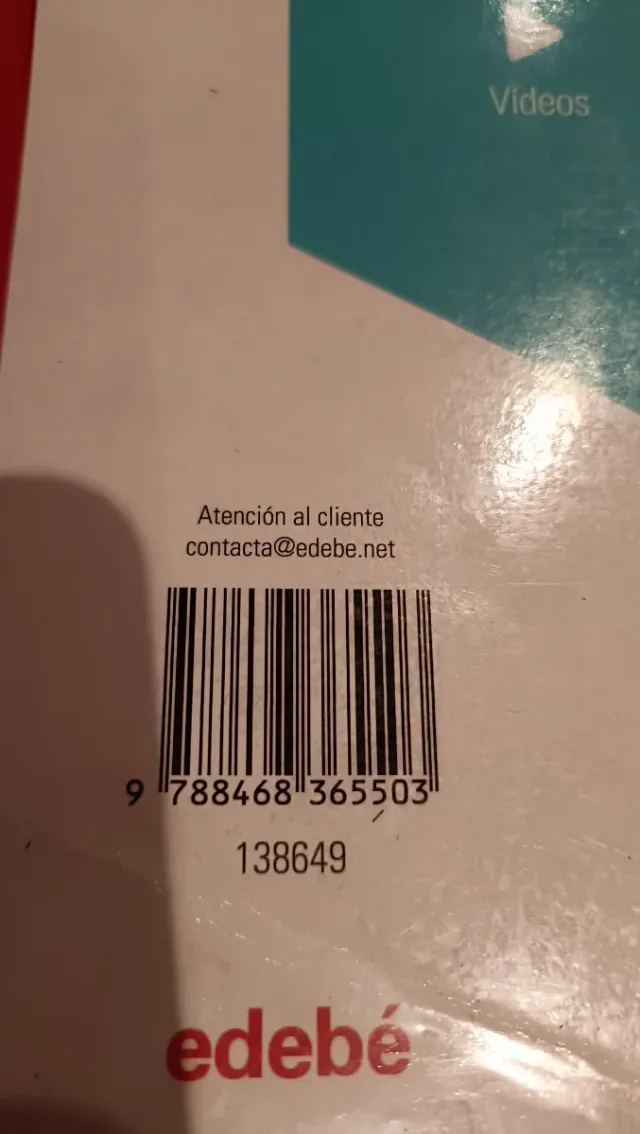 Vídeos
Atención al cliente
contacta@edebe.net
9 788468 365503
138649
edebé